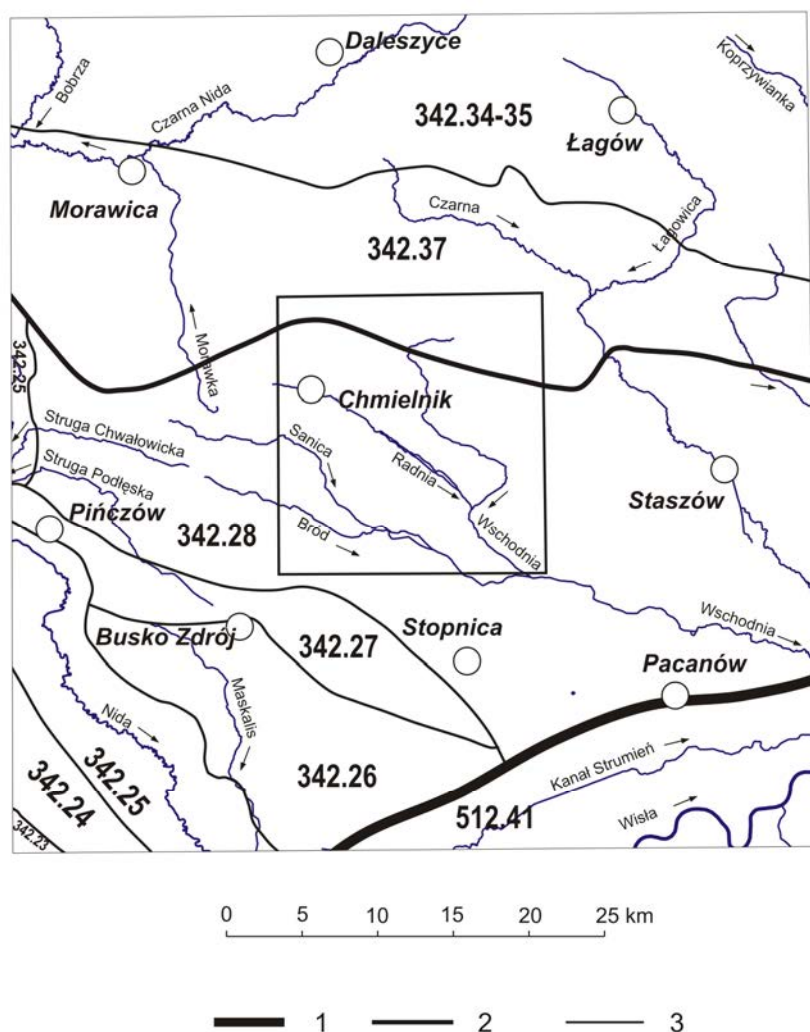 Daleszyce
Koprzywianka
Bobrza
Czarna Nida
342.34-35
Łagów
Morawica
Czarna
Łagowica
342.37
342.25
Morawka
Chmielnik
Struga Chwałowicka
Sanica
Struga Podłęska
Radnia
Staszów
Pińczów
342.28
Bród
Wschodnia
Wschodnia
Busko Zdrój
342.27
Stopnica
Pacanów
Nida
Maskalis
342.25
342.26
Kanał Strumień
342.24
512.41
Wisła
342.23
0 5 10 15 20 25 km
1 2 3